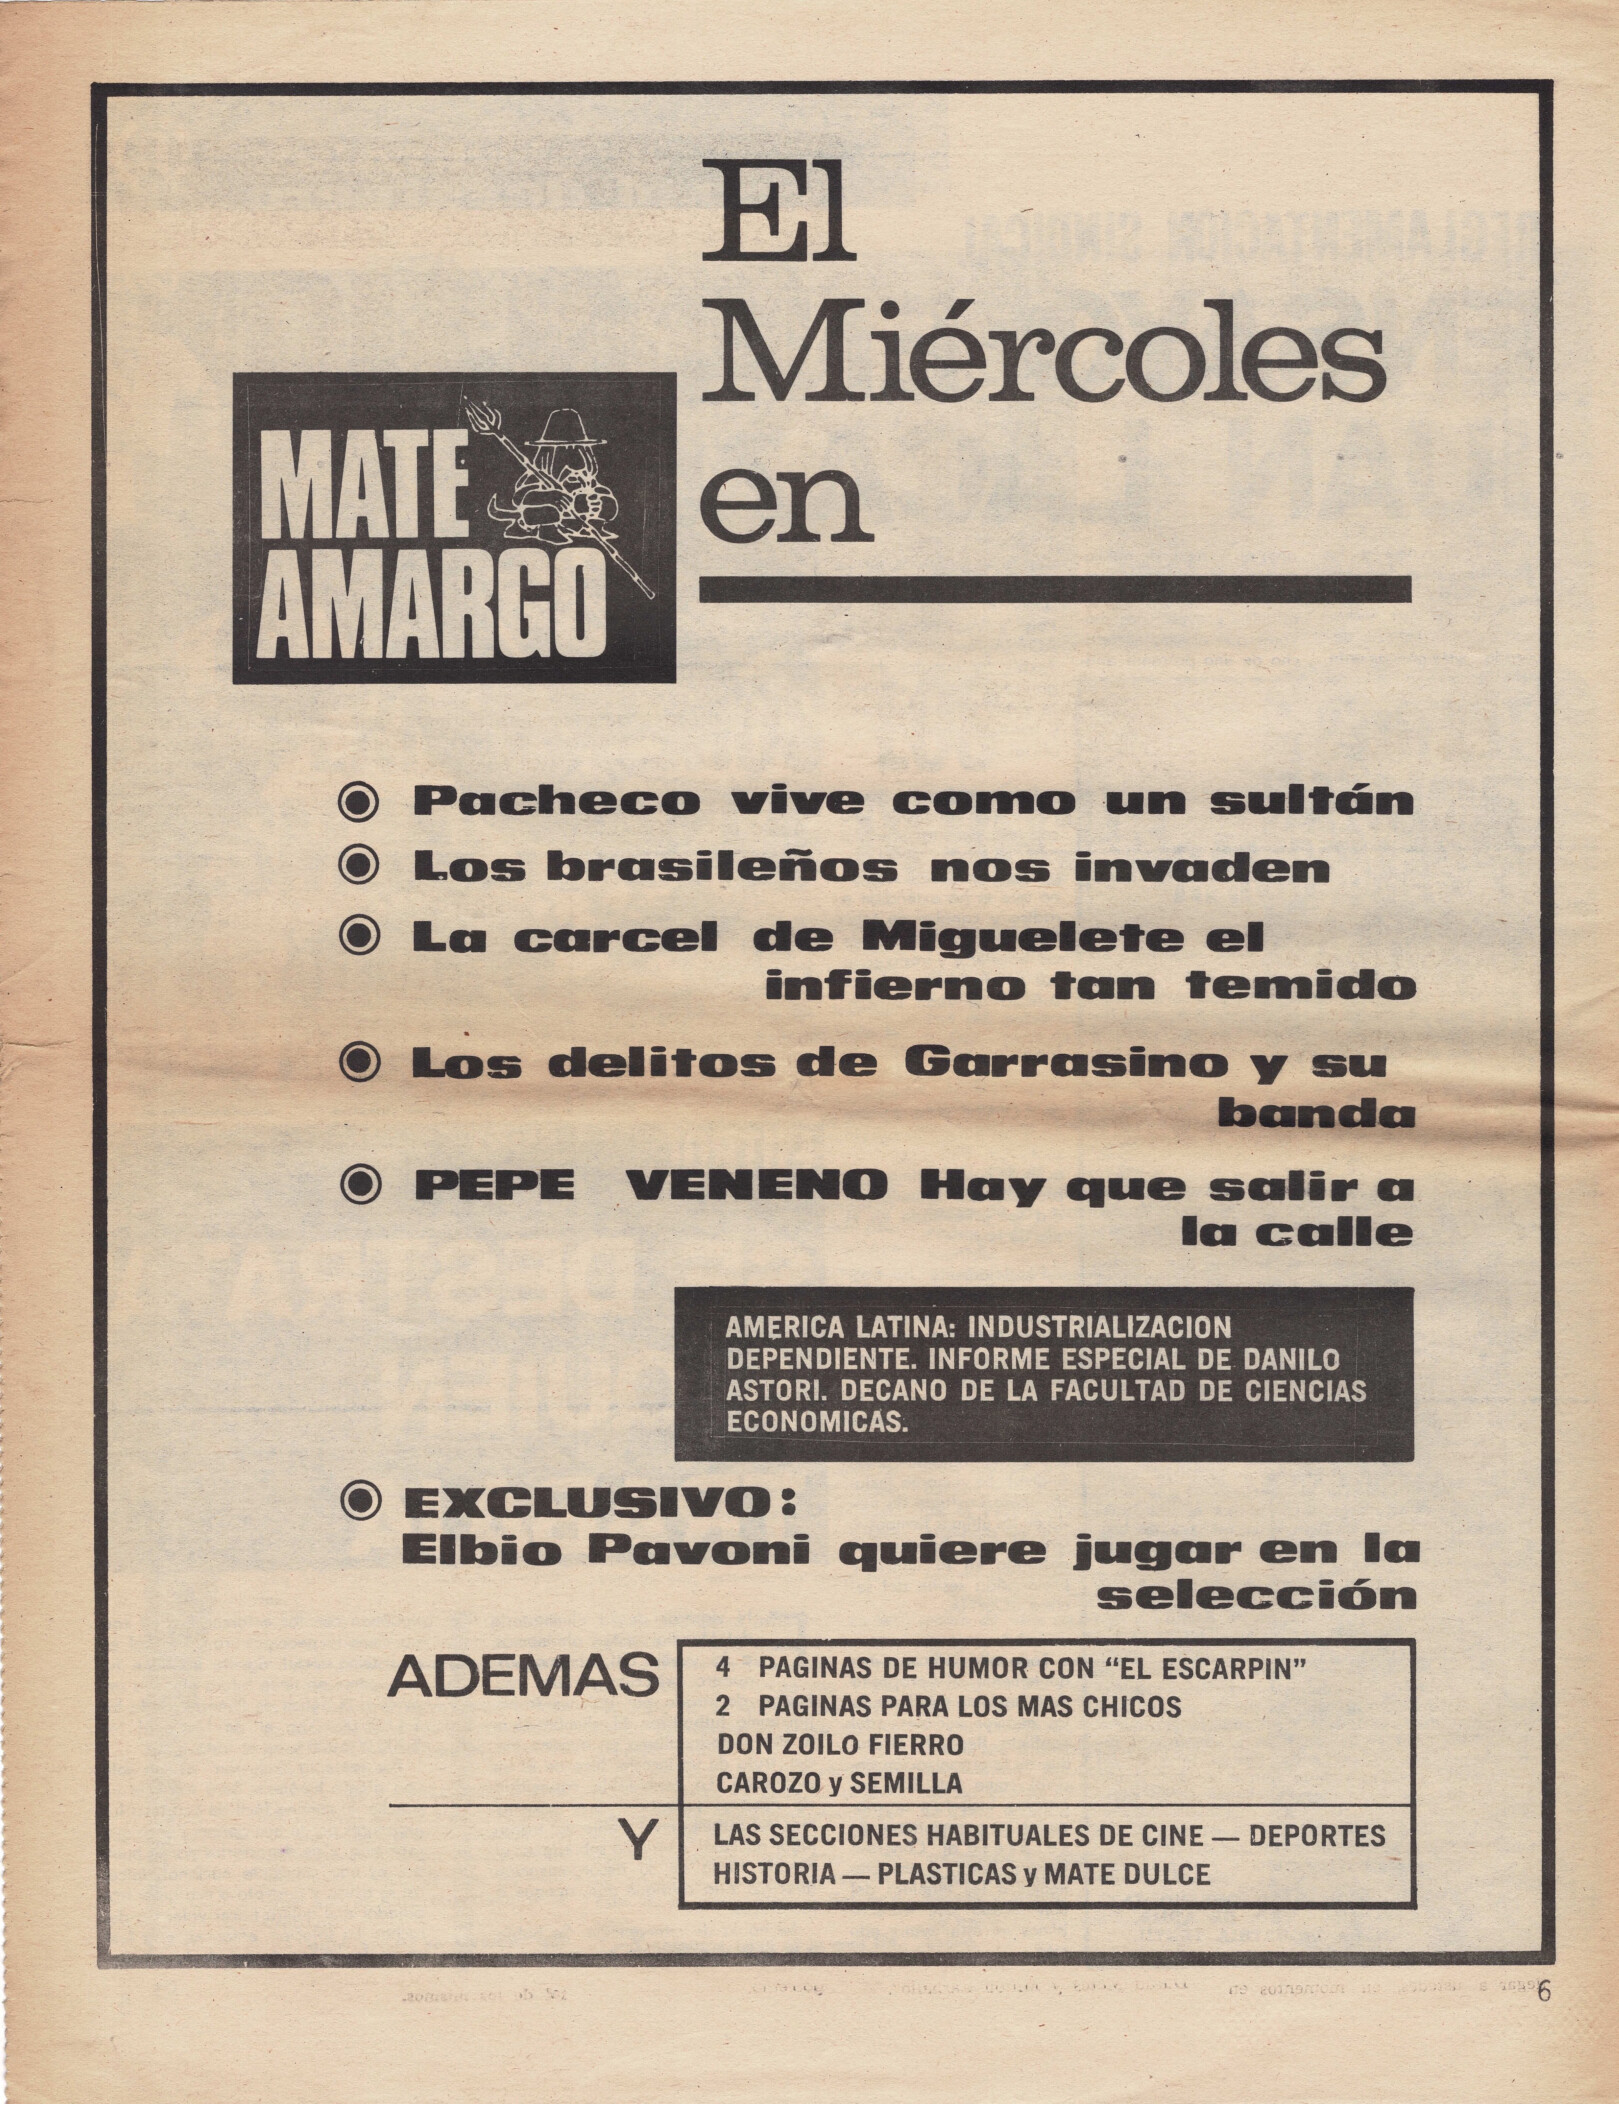 El
Miércoles
en
MATE
AMARGO
Pacheco vive como un sultán
Los brasileños nos invaden
La carcel de Miguelete el
infierno tan temido
Los delitos de Garrasino y su
banda
PEPE VENENO Hay que salir a
la calle
AMERICA LATINA: INDUSTRIALIZACION
DEPENDIENTE. INFORME ESPECIAL DE DANILO
ASTORI. DECANO DE LA FACULTAD DE CIENCIAS
ECONOMICAS.
EXCLUSIVO:
Elbio Pavoni quiere jugar en la
selección
ADEMAS
4 PAGINAS DE HUMOR CON “EL ESCARPIN”
2 PAGINAS PARA LOS MAS CHICOS
DON ZOILO FIERRO
CAROZO y SEMILLA
Y
LAS SECCIONES HABITUALES DE CINE — DEPORTES
HISTORIA — PLASTICAS y MATE DULCE
6